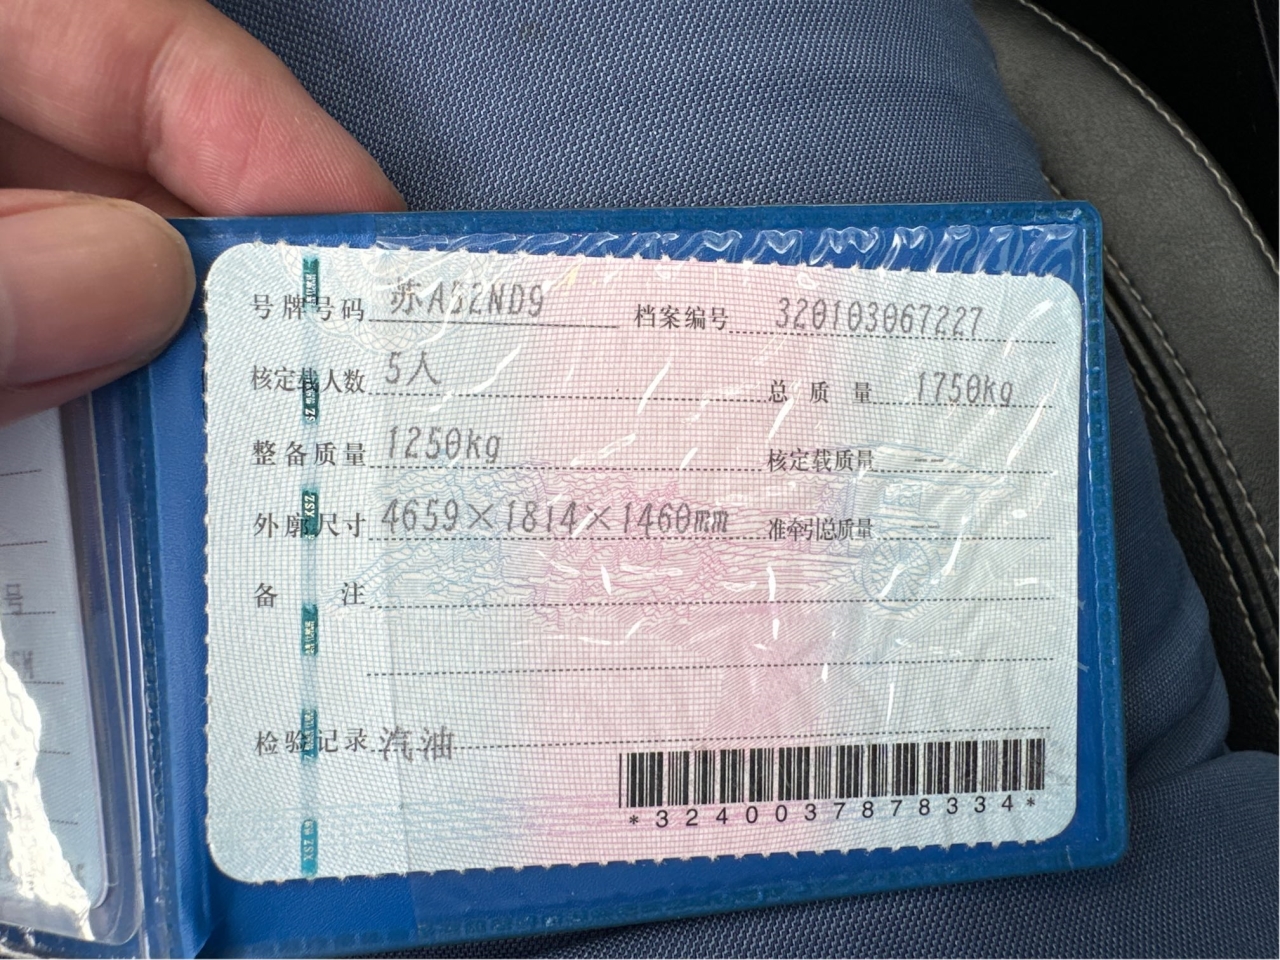 号牌号码 苏A32ND9 档案编号 320103067227
核定载人数 5人 总质量 1750kg
整备质量 1250kg 核定载质量 --
外廓尺寸 4659×1814×1460mm 准牵引总质量 --
备注
检验记录 汽油
*3240037878334*